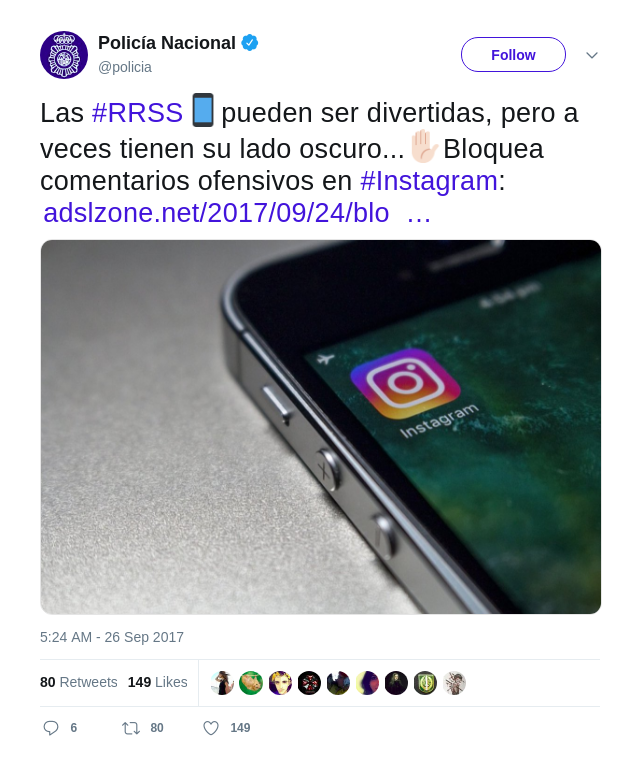 Policía Nacional
@policia
Follow
Las #RRSS pueden ser divertidas, pero a
veces tienen su lado oscuro... Bloquea
comentarios ofensivos en #Instagram:
adslzone.net/2017/09/24/blo …
Instagram
5:24 AM - 26 Sep 2017
80 Retweets 149 Likes
6 80 149